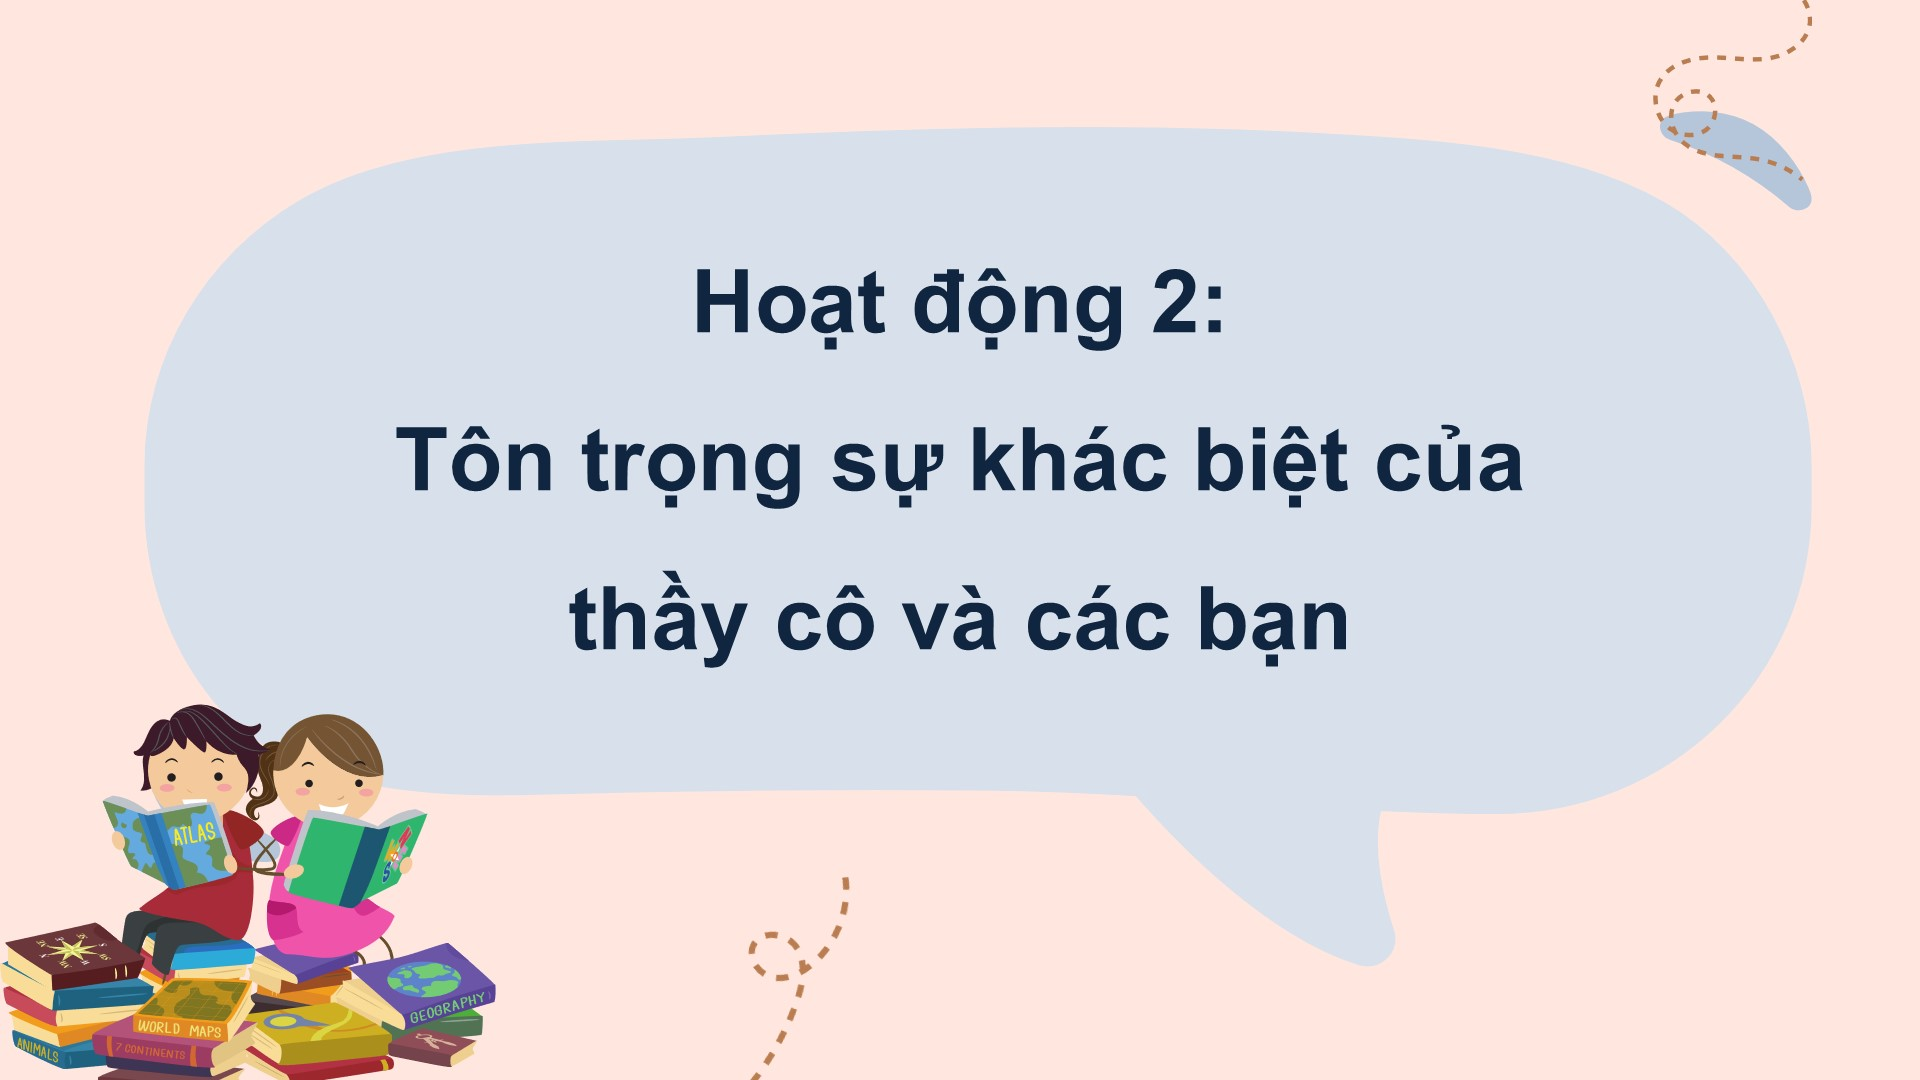 Hoạt động 2:
Tôn trọng sự khác biệt của
thầy cô và các bạn
ATLAS
GEOGRAPHY
WORLD MAPS
7 CONTINENTS
ANIMALS